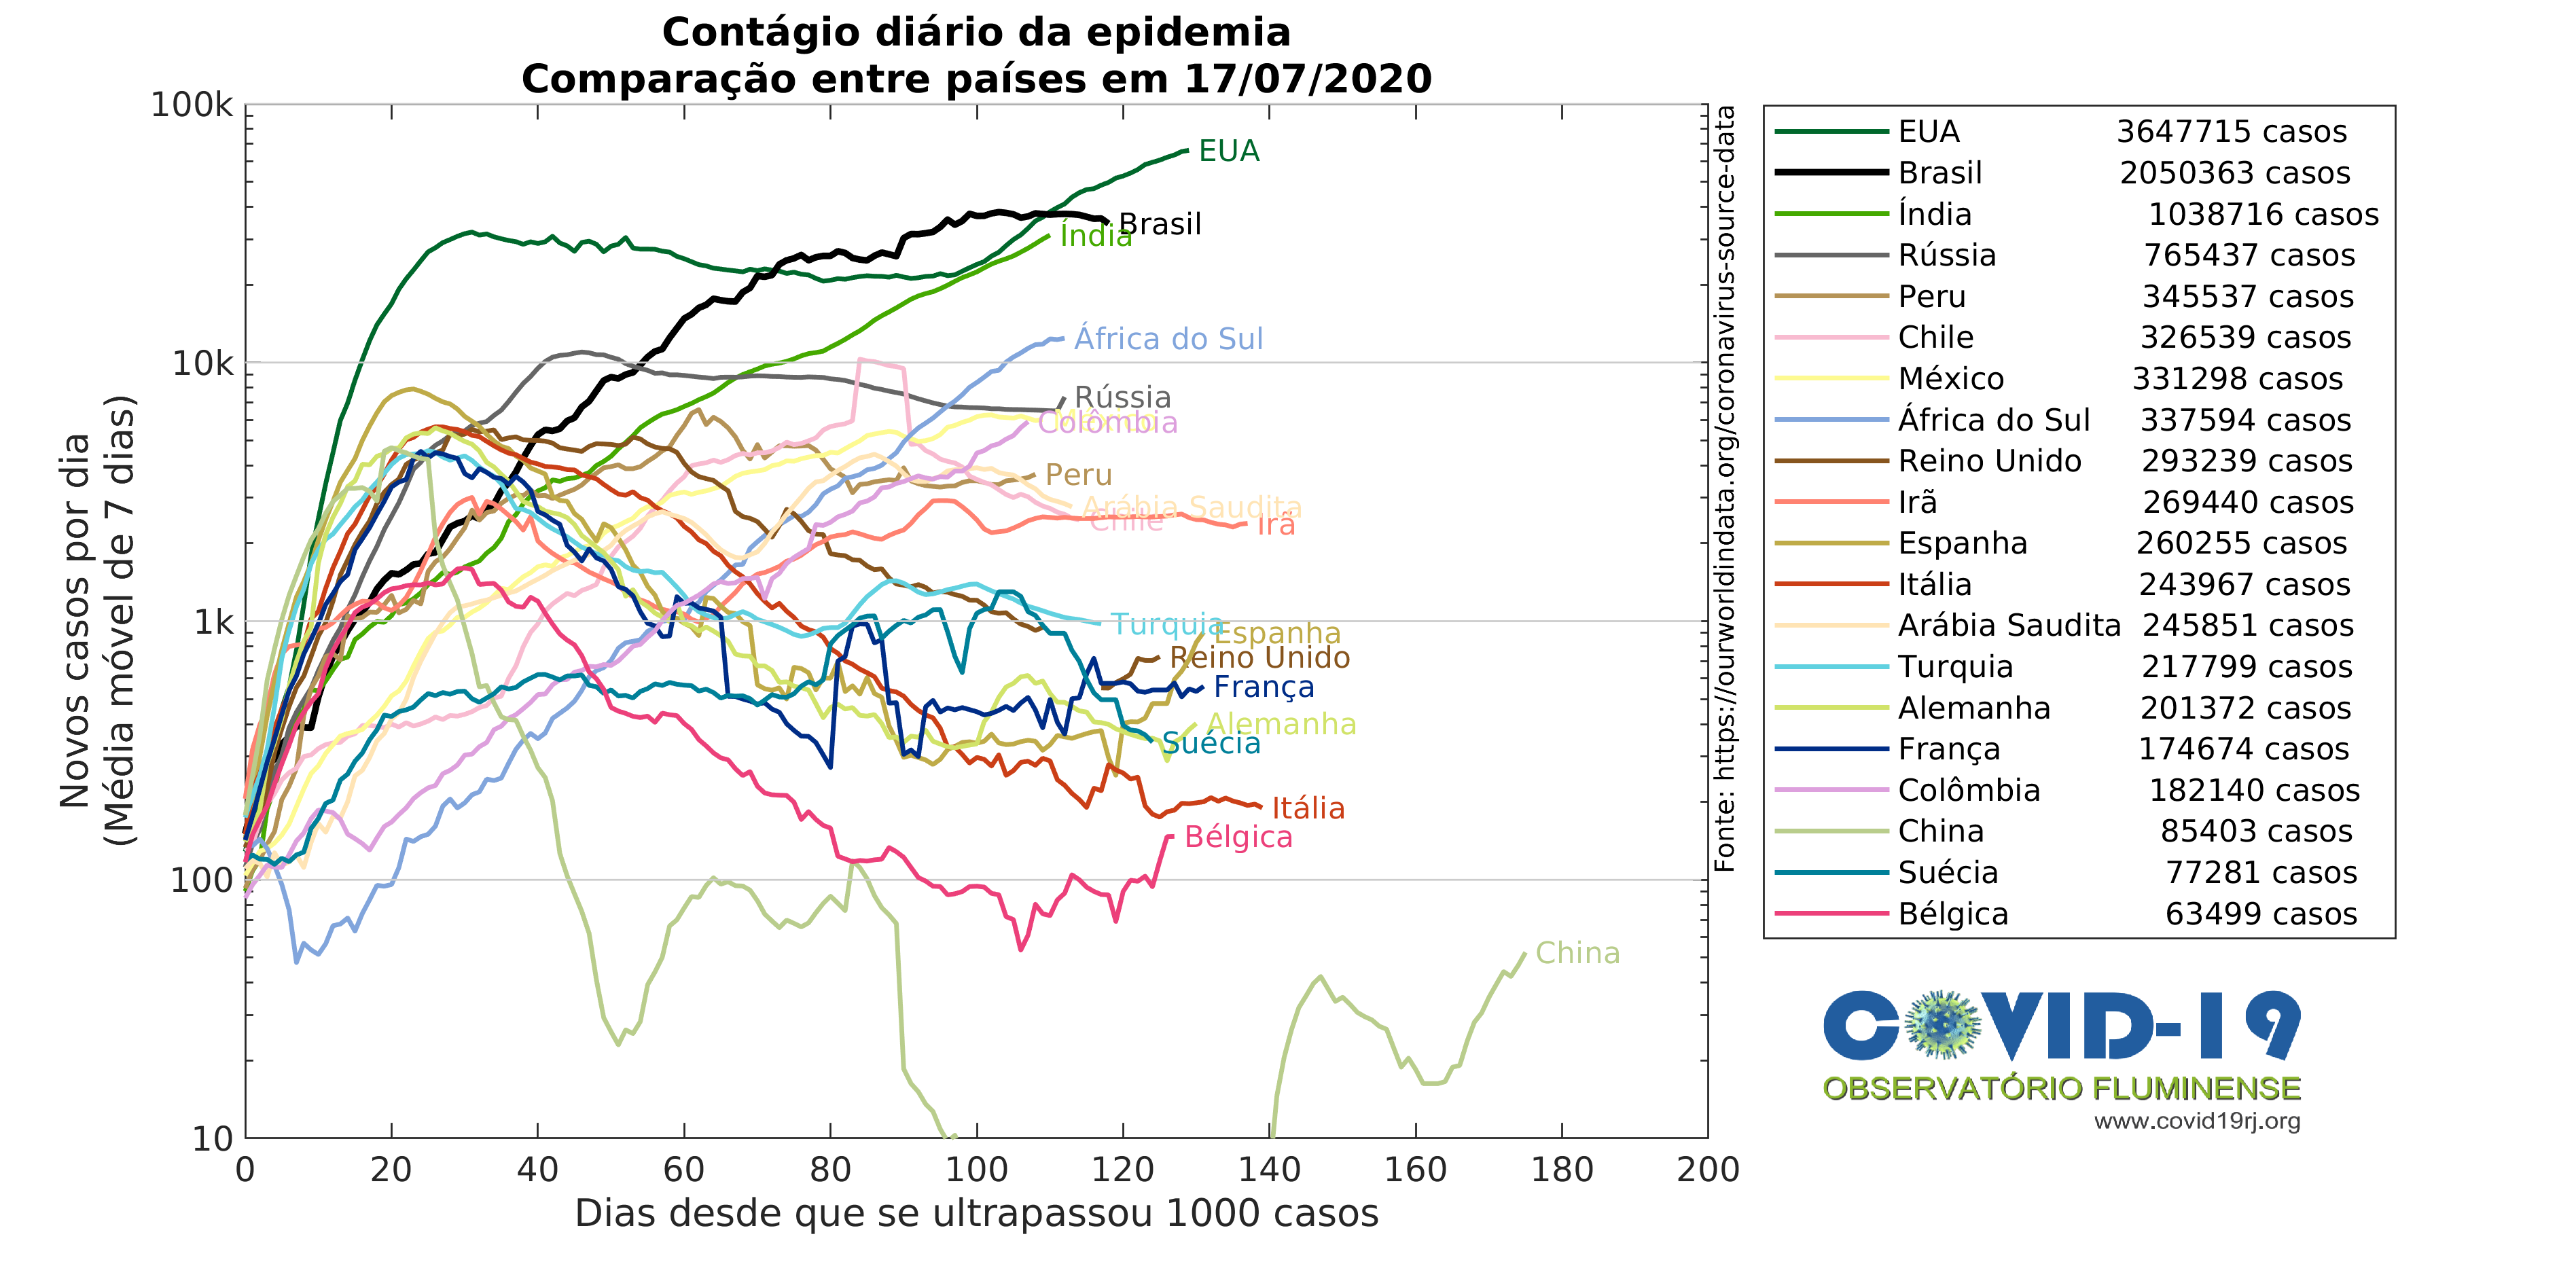 Contágio diário da epidemia
Comparação entre países em 17/07/2020
Novos casos por dia
(Média móvel de 7 dias)
100k
10k
1k
100
10
0 20 40 60 80 100 120 140 160 180 200
Dias desde que se ultrapassou 1000 casos
EUA
Brasil
Índia
África do Sul
Rússia
México
Colômbia
Peru
Arábia Saudita
Chile
Irã
Turquia
Espanha
Reino Unido
França
Alemanha
Suécia
Itália
Bélgica
China
Fonte: https://ourworldindata.org/coronavirus-source-data
EUA 3647715 casos
Brasil 2050363 casos
Índia 1038716 casos
Rússia 765437 casos
Peru 345537 casos
Chile 326539 casos
México 331298 casos
África do Sul 337594 casos
Reino Unido 293239 casos
Irã 269440 casos
Espanha 260255 casos
Itália 243967 casos
Arábia Saudita 245851 casos
Turquia 217799 casos
Alemanha 201372 casos
França 174674 casos
Colômbia 182140 casos
China 85403 casos
Suécia 77281 casos
Bélgica 63499 casos
COVID-19
OBSERVATÓRIO FLUMINENSE
www.covid19rj.org